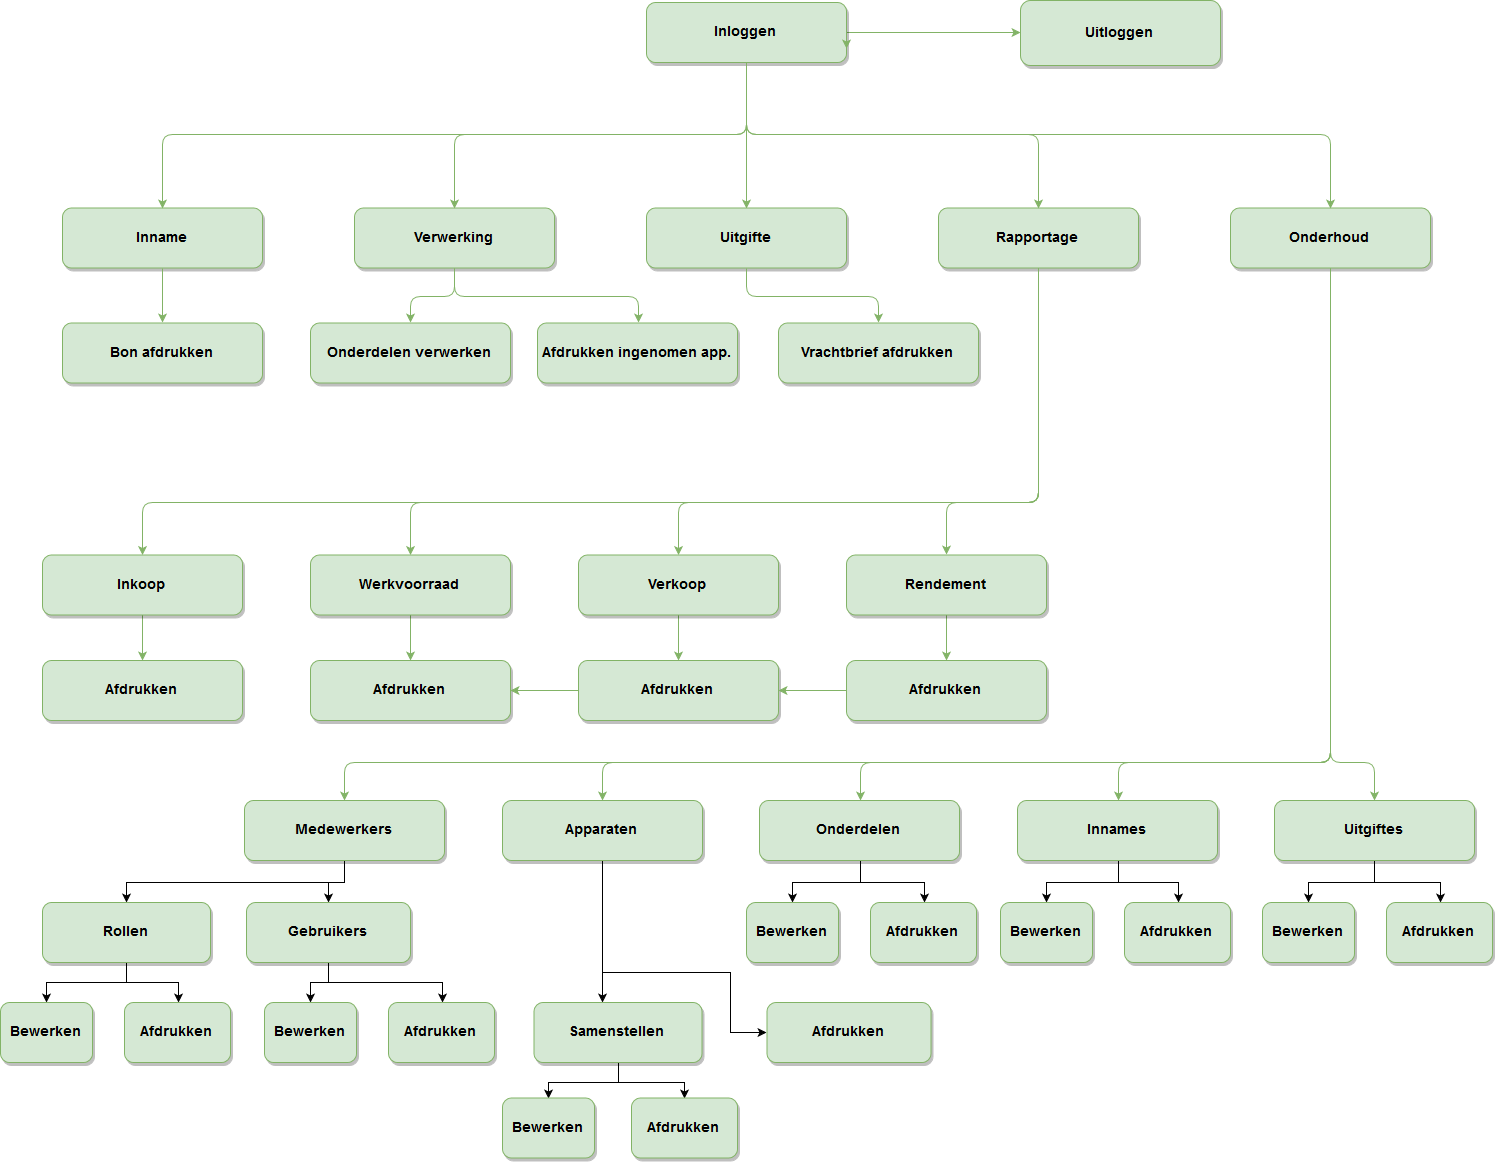 Inloggen
Uitloggen
Inname
Verwerking
Uitgifte
Rapportage
Onderhoud
Bon afdrukken
Onderdelen verwerken
Afdrukken ingenomen app.
Vrachtbrief afdrukken
Inkoop
Werkvoorraad
Verkoop
Rendement
Afdrukken
Afdrukken
Afdrukken
Afdrukken
Medewerkers
Apparaten
Onderdelen
Innames
Uitgiftes
Rollen
Gebruikers
Bewerken
Afdrukken
Bewerken
Afdrukken
Bewerken
Afdrukken
Bewerken
Afdrukken
Bewerken
Afdrukken
Samenstellen
Afdrukken
Bewerken
Afdrukken